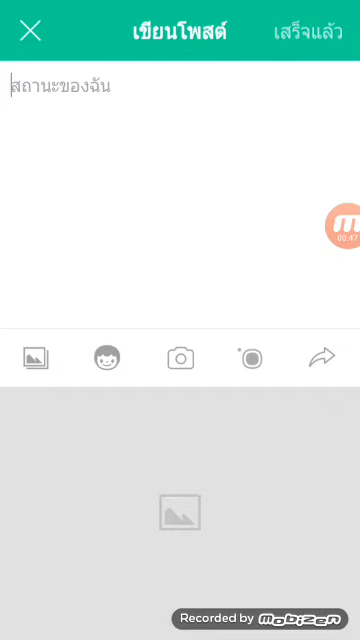 เขียนโพสต์
เสร็จแล้ว
สถานะของฉัน
m
00:47
Recorded by mobizen